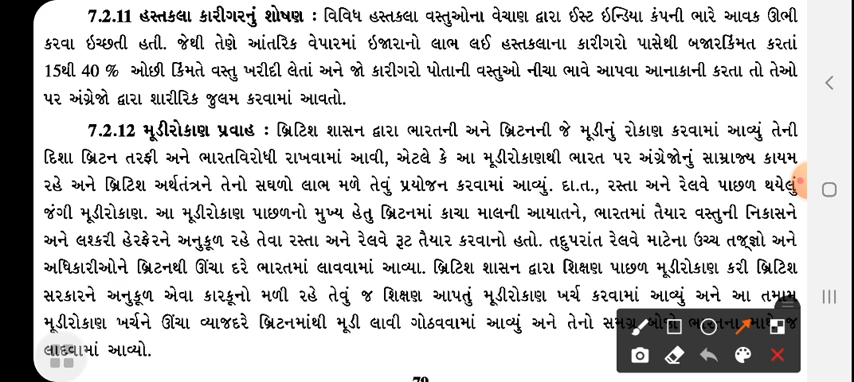 7.2.11 હસ્તકલા કારીગરનું શોષણ : વિવિધ હસ્તકલા વસ્તુઓના વેચાણ દ્વારા ઈસ્ટ ઇન્ડિયા કંપની ભારે આવક ઊભી
કરવા ઇચ્છતી હતી. જેથી તેણે આંતરિક વેપારમાં ઇજારાનો લાભ લઈ હસ્તકલાના કારીગરો પાસેથી બજારકિંમત કરતાં
15થી 40 % ઓછી કિંમતે વસ્તુ ખરીદી લેતાં અને જો કારીગરો પોતાની વસ્તુઓ નીચા ભાવે આપવા આનાકાની કરતા તો તેઓ
પર અંગ્રેજો દ્વારા શારીરિક જુલમ કરવામાં આવતો.
7.2.12 મૂડીરોકાણ પ્રવાહ : બ્રિટિશ શાસન દ્વારા ભારતની અને બ્રિટનની જે મૂડીનું રોકાણ કરવામાં આવ્યું તેની
દિશા બ્રિટન તરફી અને ભારતવિરોધી રાખવામાં આવી, એટલે કે આ મૂડીરોકાણથી ભારત પર અંગ્રેજોનું સામ્રાજ્ય કાયમ
રહે અને બ્રિટિશ અર્થતંત્રને તેનો સઘળો લાભ મળે તેવું પ્રયોજન કરવામાં આવ્યું. દા.ત., રસ્તા અને રેલવે પાછળ થયેલું
જંગી મૂડીરોકાણ. આ મૂડીરોકાણ પાછળનો મુખ્ય હેતુ બ્રિટનમાં કાચા માલની આયાતને, ભારતમાં તૈયાર વસ્તુની નિકાસને
અને લશ્કરી હેરફેરને અનુકૂળ રહે તેવા રસ્તા અને રેલવે રૂટ તૈયાર કરવાનો હતો. તદુપરાંત રેલવે માટેના ઉચ્ચ તજ્જ્ઞો અને
અધિકારીઓને બ્રિટનથી ઊંચા દરે ભારતમાં લાવવામાં આવ્યા. બ્રિટિશ શાસન દ્વારા શિક્ષણ પાછળ મૂડીરોકાણ કરી બ્રિટિશ
સરકારને અનુકૂળ એવા કારકૂનો મળી રહે તેવું જ શિક્ષણ આપતું મૂડીરોકાણ ખર્ચ કરવામાં આવ્યું અને આ તમામ
મૂડીરોકાણ ખર્ચને ઊંચા વ્યાજદરે બ્રિટનમાંથી મૂડી લાવી ગોઠવવામાં આવ્યું અને તેનો સમગ્ર બોજો ભારતના માથે જ
લાદવામાં આવ્યો.